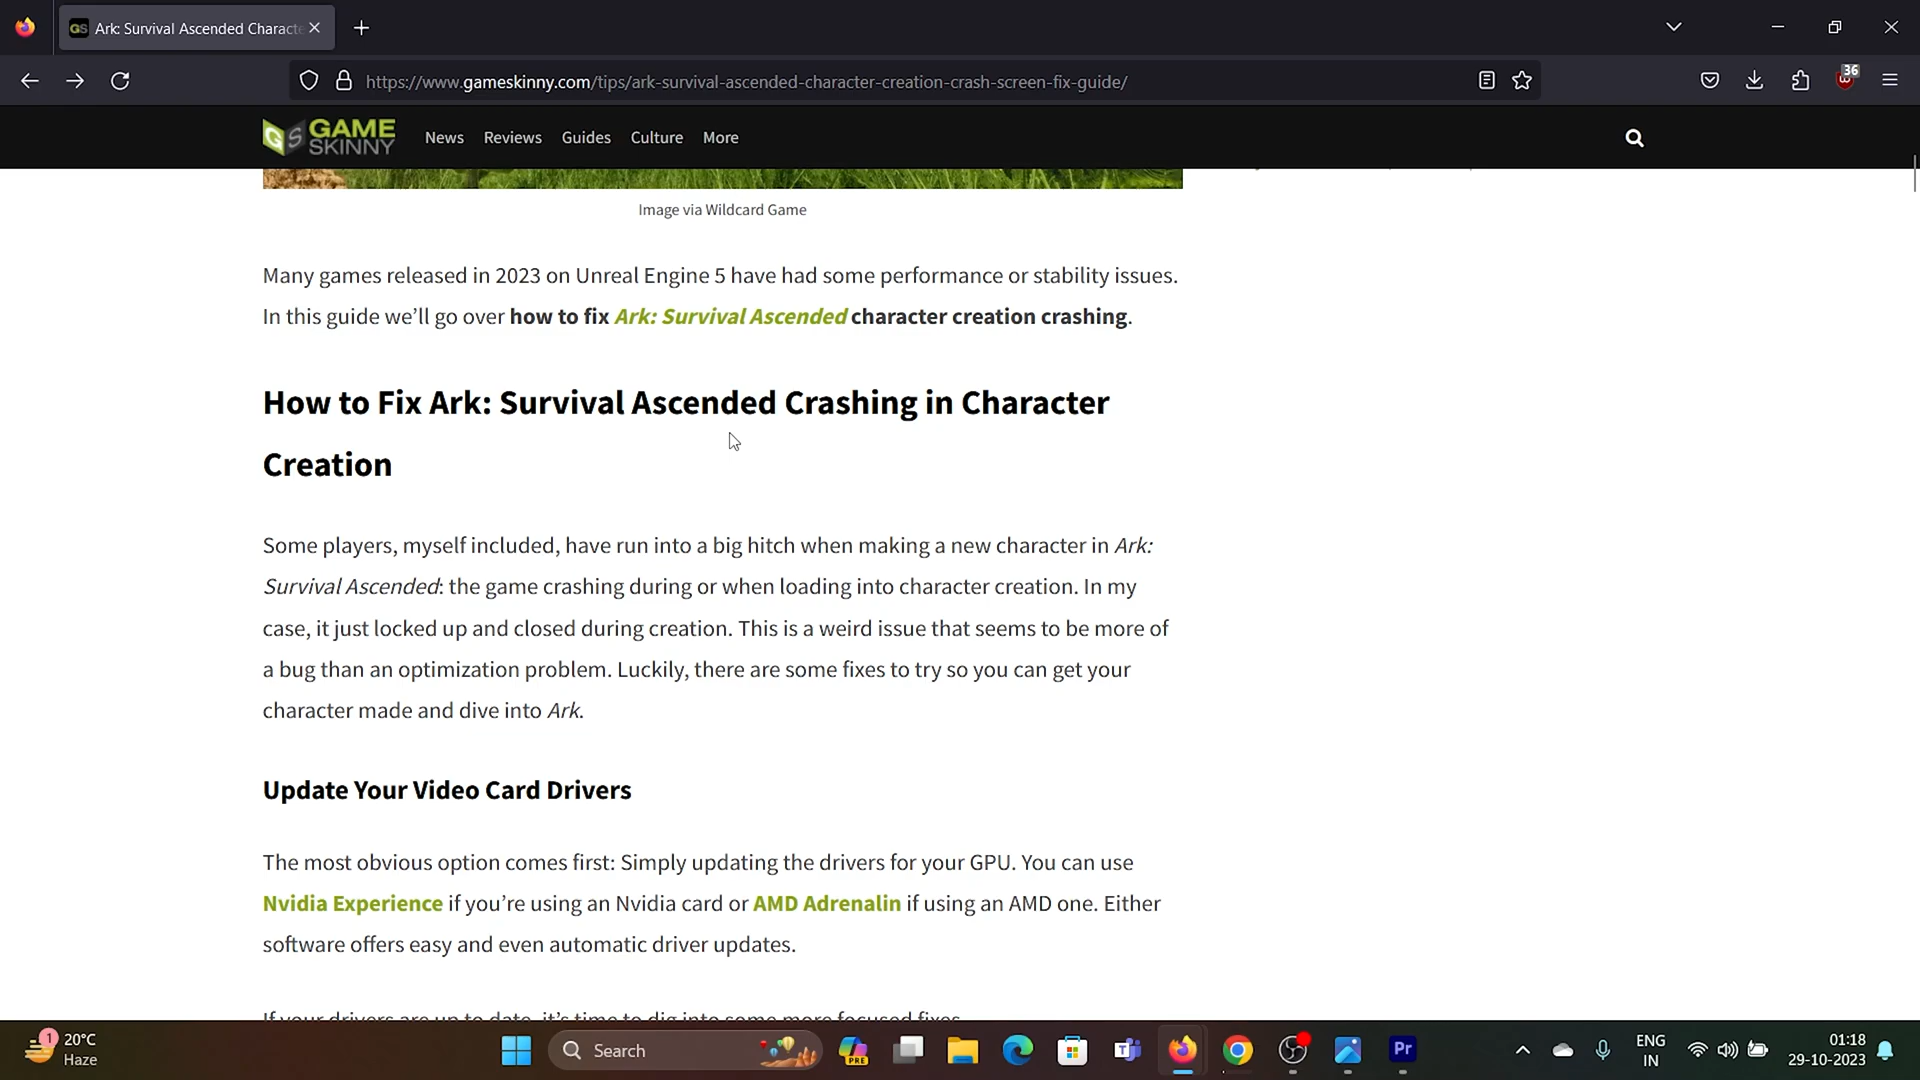 Ark: Survival Ascended Characte
https://www.gameskinny.com/tips/ark-survival-ascended-character-creation-crash-screen-fix-guide/
36
GS GAME SKINNY
News Reviews Guides Culture More
Image via Wildcard Game
Many games released in 2023 on Unreal Engine 5 have had some performance or stability issues.
In this guide we’ll go over how to fix Ark: Survival Ascended character creation crashing.
How to Fix Ark: Survival Ascended Crashing in Character
Creation
Some players, myself included, have run into a big hitch when making a new character in Ark:
Survival Ascended: the game crashing during or when loading into character creation. In my
case, it just locked up and closed during creation. This is a weird issue that seems to be more of
a bug than an optimization problem. Luckily, there are some fixes to try so you can get your
character made and dive into Ark.
Update Your Video Card Drivers
The most obvious option comes first: Simply updating the drivers for your GPU. You can use
Nvidia Experience if you’re using an Nvidia card or AMD Adrenalin if using an AMD one. Either
software offers easy and even automatic driver updates.
If your drivers are up to date, it’s time to dig into some more focused fixes.
1
20°C
Haze
Search
PRE
Pr
ENG
IN
01:18
29-10-2023